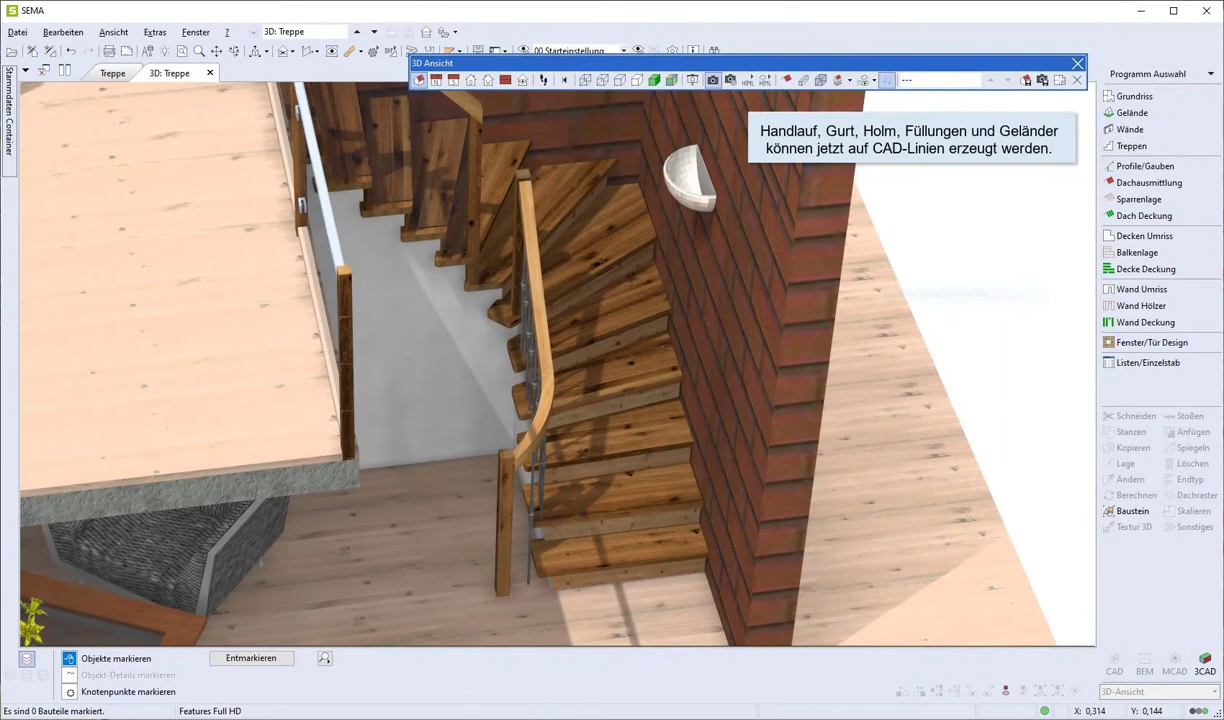 SEMA
Datei Bearbeiten Ansicht Extras Fenster ? 3D: Treppe
00 Starteinstellung
3D Ansicht
Stammdaten Container
Treppe 3D: Treppe
---
Handlauf, Gurt, Holm, Füllungen und Geländer
können jetzt auf CAD-Linien erzeugt werden.
Programm Auswahl
Grundriss
Gelände
Wände
Treppen
Profile/Gauben
Dachausmittlung
Sparrenlage
Dach Deckung
Decken Umriss
Balkenlage
Decke Deckung
Wand Umriss
Wand Hölzer
Wand Deckung
Fenster/Tür Design
Listen/Einzelstab
Schneiden Stoßen
Stanzen Anfügen
Kopieren Spiegeln
Lage Löschen
Ändern Endtyp
Berechnen Dachraster
Baustein Skalieren
Textur 3D Sonstiges
Objekte markieren Entmarkieren
Objekt-Details markieren
Knotenpunkte markieren
CAD BEM MCAD 3CAD
3D-Ansicht
Es sind 0 Bauteile markiert. Features Full HD X: 0,314 Y: 0,144